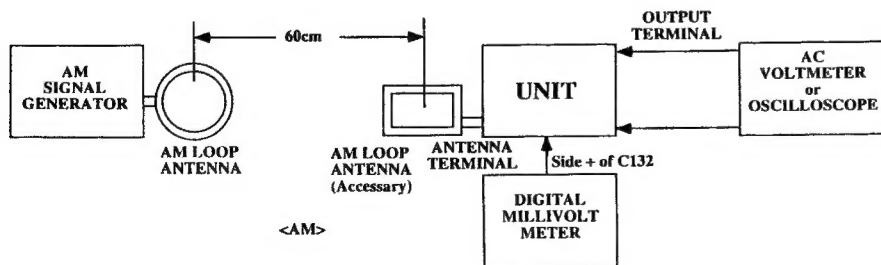 60cm
OUTPUT
TERMINAL
AM
SIGNAL
GENERATOR
UNIT
AC
VOLTMETER
or
OSCILLOSCOPE
AM LOOP
ANTENNA
AM LOOP
ANTENNA
(Accessary)
ANTENNA
TERMINAL
Side + of C132
DIGITAL
MILLIVOLT
METER
<AM>